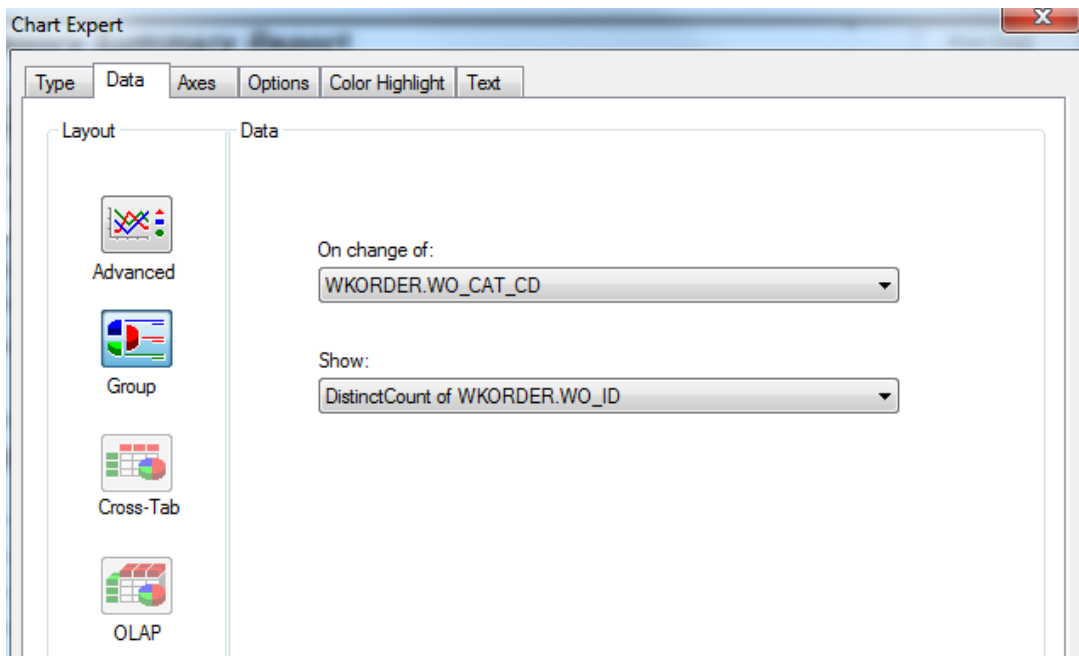 Chart Expert
Type Data Axes Options Color Highlight Text
Layout
Data
Advanced
On change of:
WKORDER.WO_CAT_CD
Group
Show:
DistinctCount of WKORDER.WO_ID
Cross-Tab
OLAP